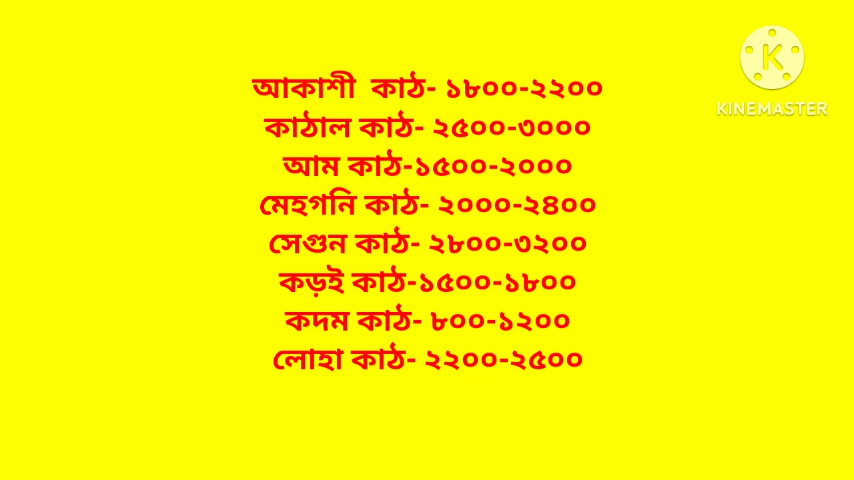 আকাশী কাঠ- ১৮০০-২২০০
কাঠাল কাঠ- ২৫০০-৩০০০
আম কাঠ-১৫০০-২০০০
মেহগনি কাঠ- ২০০০-২৪০০
সেগুন কাঠ- ২৮০০-৩২০০
কড়ই কাঠ-১৫০০-১৮০০
কদম কাঠ- ৮০০-১২০০
লোহা কাঠ- ২২০০-২৫০০
K
KINEMASTER